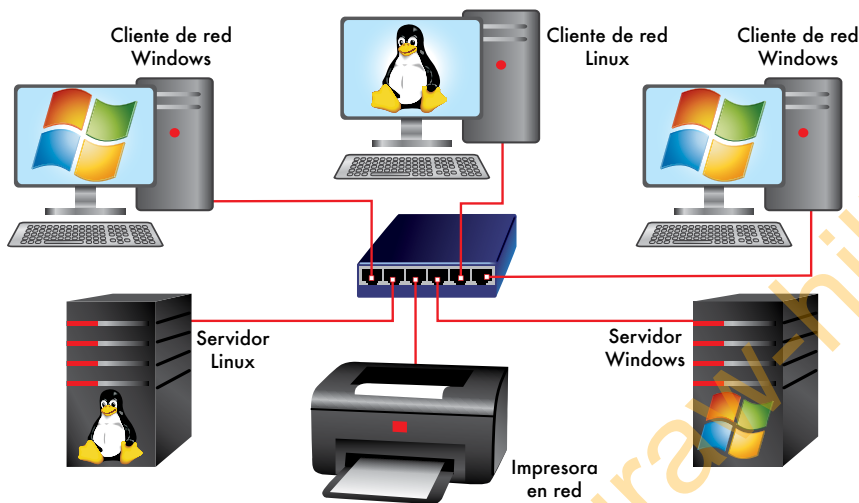 Cliente de red
Windows
Cliente de red
Linux
Cliente de red
Windows
Servidor
Linux
Servidor
Windows
Impresora
en red